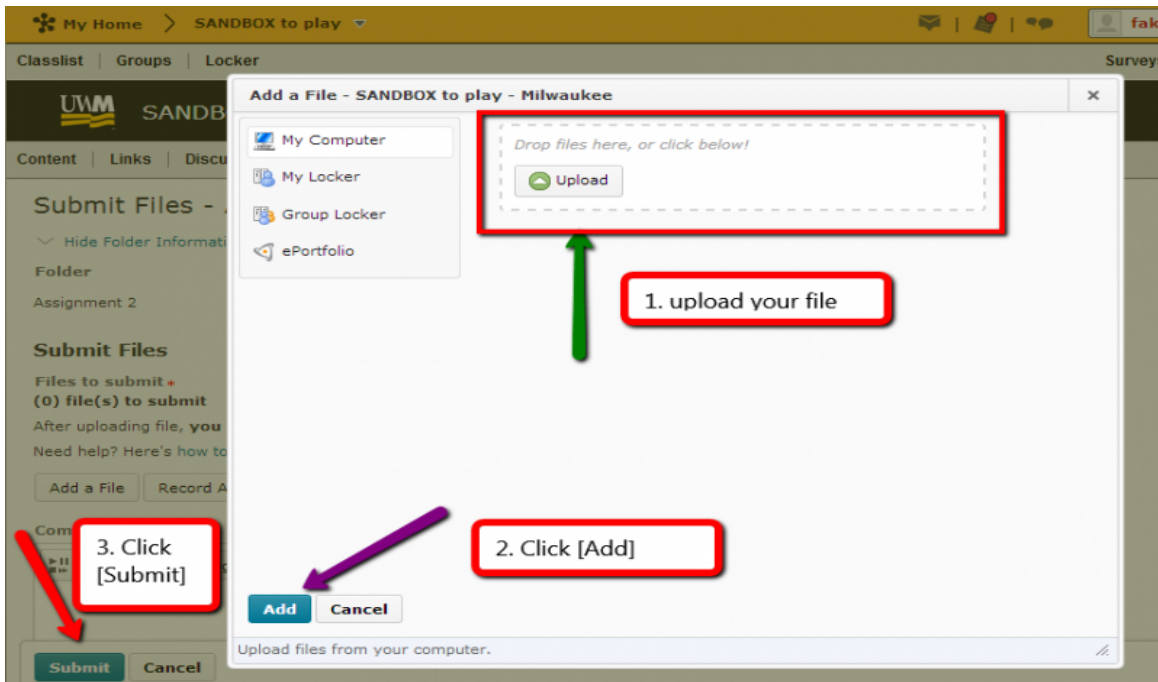 My Home > SANDBOX to play
Classlist | Groups | Locker
UWM SANDB
Content | Links | Discu
Submit Files -
Hide Folder Informati
Folder
Assignment 2
Submit Files
Files to submit *
(0) file(s) to submit
After uploading file, you
Need help? Here's how to
Add a File
Record A
Com
3. Click
[Submit]
Submit
Cancel
Add a File - SANDBOX to play - Milwaukee
My Computer
My Locker
Group Locker
ePortfolio
Drop files here, or click below!
Upload
1. upload your file
2. Click [Add]
Add
Cancel
Upload files from your computer.
fak
Survey